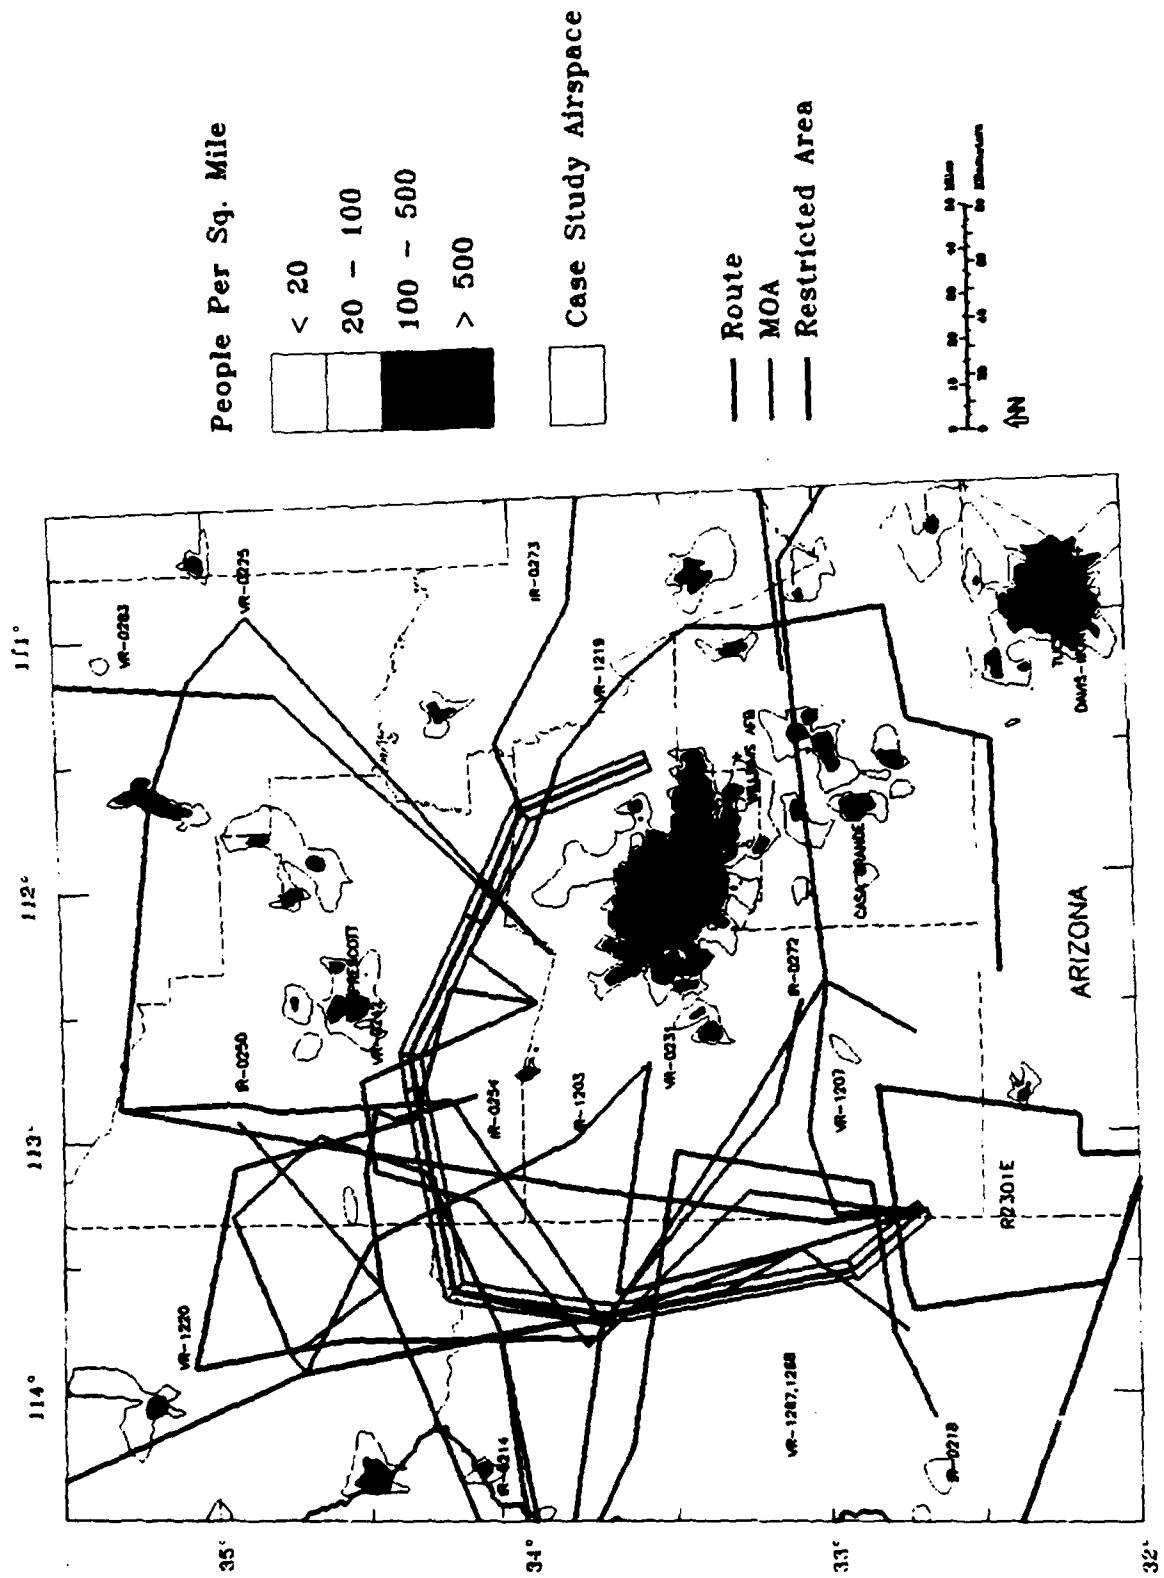 People Per Sq. Mile
< 20
20 - 100
100 - 500
> 500
Case Study Airspace
Route
MOA
Restricted Area
N
114°
113°
112°
111°
35°
34°
33°
32°
VR-0263
VR-0225
IR-0273
VR-1219
PRESCOTT
IR-0250
IR-0254
VR-1203
VR-0231
IR-0272
WILLIAMS AFB
CASA GRANDE
VR-1207
R2301E
VR-1220
IR-0214
VR-1267,1268
IR-0218
ARIZONA